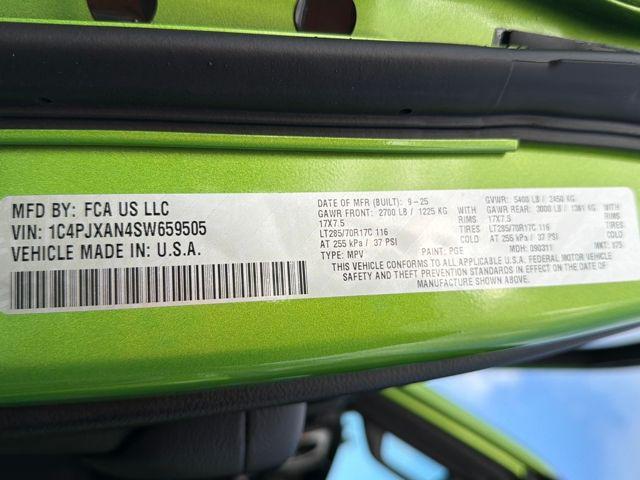 MFD BY: FCA US LLC
VIN: 1C4PJXAN4SW659505
VEHICLE MADE IN: U.S.A.
DATE OF MFR (BUILT): 9-25 GVWR: 5400 LB / 2450 KG
GAWR FRONT: 2700 LB / 1225 KG WITH GAWR REAR: 3000 LB / 1361 KG WITH
17X7.5 RIMS. 17X7.5 RIMS.
LT285/70R17C 116 TIRES LT285/70R17C 116 TIRES
AT 255 kPa / 37 PSI COLD AT 255 kPa / 37 PSI COLD
TYPE: MPV PAINT: PGE MDH: 090311 MKT: 
THIS VEHICLE CONFORMS TO ALL APPLICABLE U.S.A. FEDERAL MOTOR VEHICLE
SAFETY AND THEFT PREVENTION STANDARDS IN EFFECT ON THE DATE OF
MANUFACTURE SHOWN ABOVE.